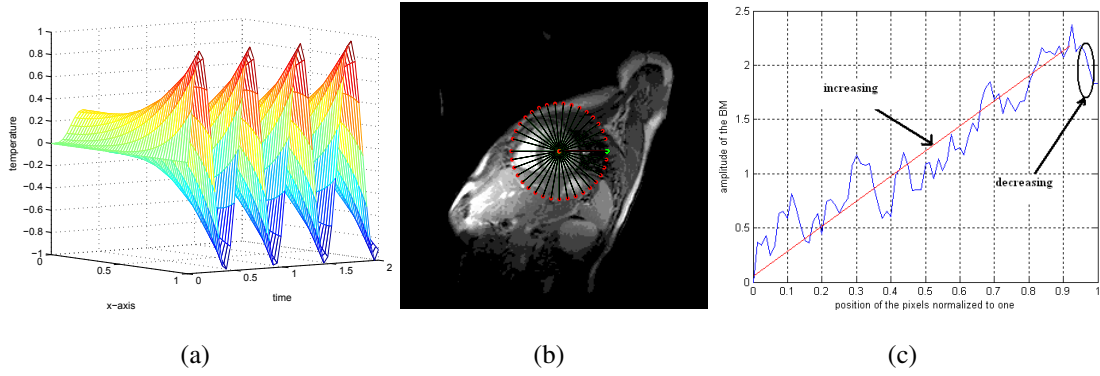 1
0.8
0.6
0.4
0.2
0
−0.2
−0.4
−0.6
−0.8
−1
temperature
0
0.5
1
x−axis
0
0.5
1
1.5
2
time
(a)
(b)
2.5
2
1.5
1
0.5
0
amplitude of the BM
increasing
decreasing
0 0.1 0.2 0.3 0.4 0.5 0.6 0.7 0.8 0.9 1
position of the pixels normalized to one
(c)